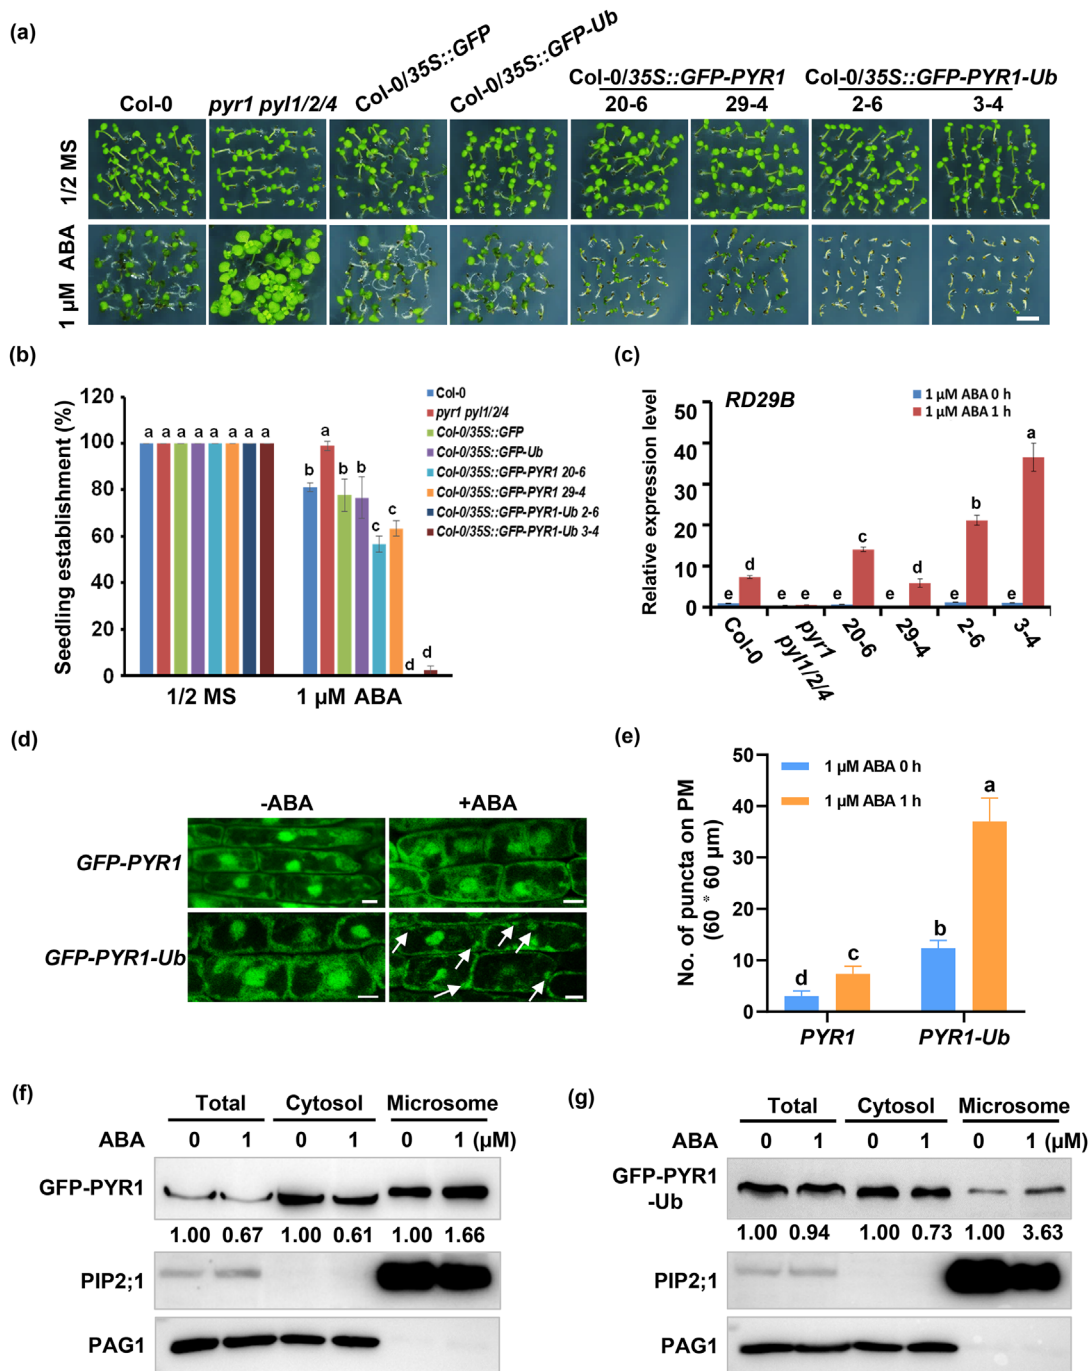 (a)
Col-0 pyr1 pyl1/2/4 Col-0/35S::GFP Col-0/35S::GFP-Ub Col-0/35S::GFP-PYR1 Col-0/35S::GFP-PYR1-Ub
20-6 29-4 2-6 3-4
1/2 MS
1 µM ABA
(b)
Seedling establishment (%)
120
100
80
60
40
20
0
a a a a a a a a
b a b b c c d d
1/2 MS 1 µM ABA
Col-0
pyr1 pyl1/2/4
Col-0/35S::GFP
Col-0/35S::GFP-Ub
Col-0/35S::GFP-PYR1 20-6
Col-0/35S::GFP-PYR1 29-4
Col-0/35S::GFP-PYR1-Ub 2-6
Col-0/35S::GFP-PYR1-Ub 3-4
(c)
RD29B
1 µM ABA 0 h
1 µM ABA 1 h
Relative expression level
50
40
30
20
10
0
e d e e e c e d e b e a
Col-0 pyr1 pyl1/2/4 20-6 29-4 2-6 3-4
(d)
-ABA +ABA
GFP-PYR1
GFP-PYR1-Ub
(e)
No. of puncta on PM
(60 * 60 µm)
50
40
30
20
10
0
1 µM ABA 0 h
1 µM ABA 1 h
d c b a
PYR1 PYR1-Ub
(f)
Total Cytosol Microsome
ABA 0 1 0 1 0 1 (µM)
GFP-PYR1
1.00 0.67 1.00 0.61 1.00 1.66
PIP2;1
PAG1
(g)
Total Cytosol Microsome
ABA 0 1 0 1 0 1 (µM)
GFP-PYR1
-Ub
1.00 0.94 1.00 0.73 1.00 3.63
PIP2;1
PAG1